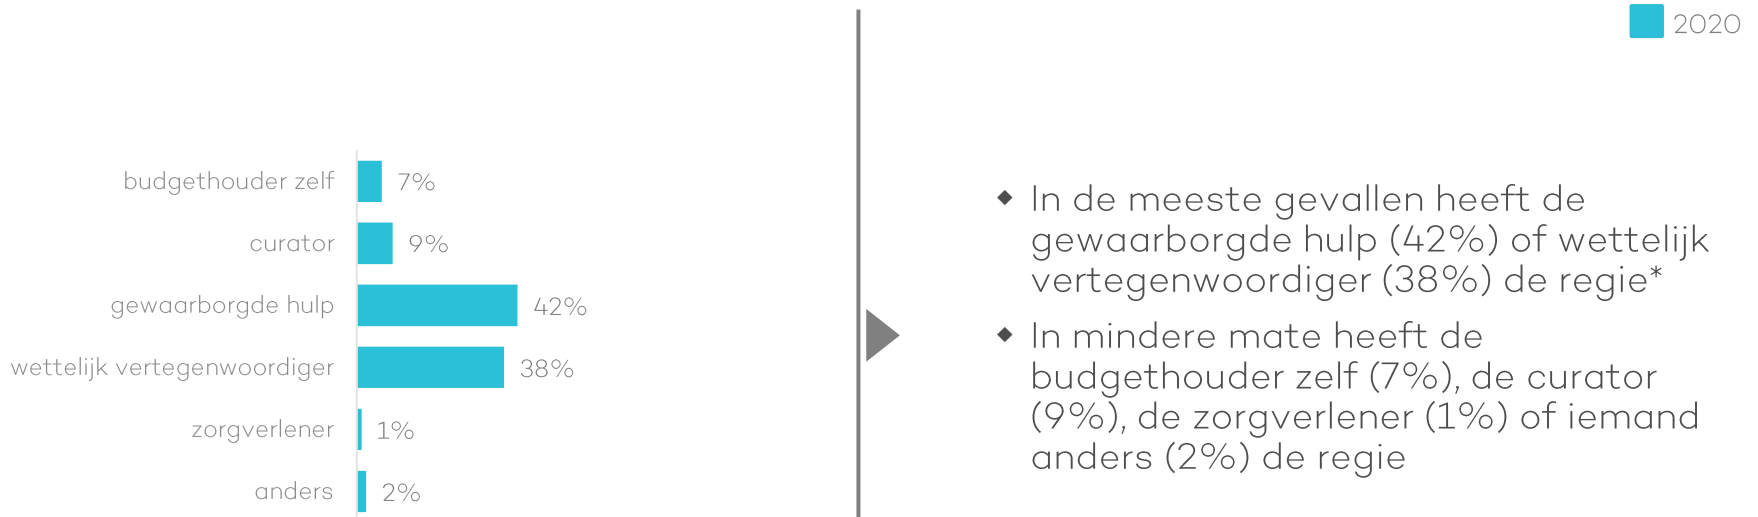 2020
budgethouder zelf 7%
curator 9%
gewaarborgde hulp 42%
wettelijk vertegenwoordiger 38%
zorgverlener 1%
anders 2%
◆ In de meeste gevallen heeft de
gewaarborgde hulp (42%) of wettelijk
vertegenwoordiger (38%) de regie*
◆ In mindere mate heeft de
budgethouder zelf (7%), de curator
(9%), de zorgverlener (1%) of iemand
anders (2%) de regie